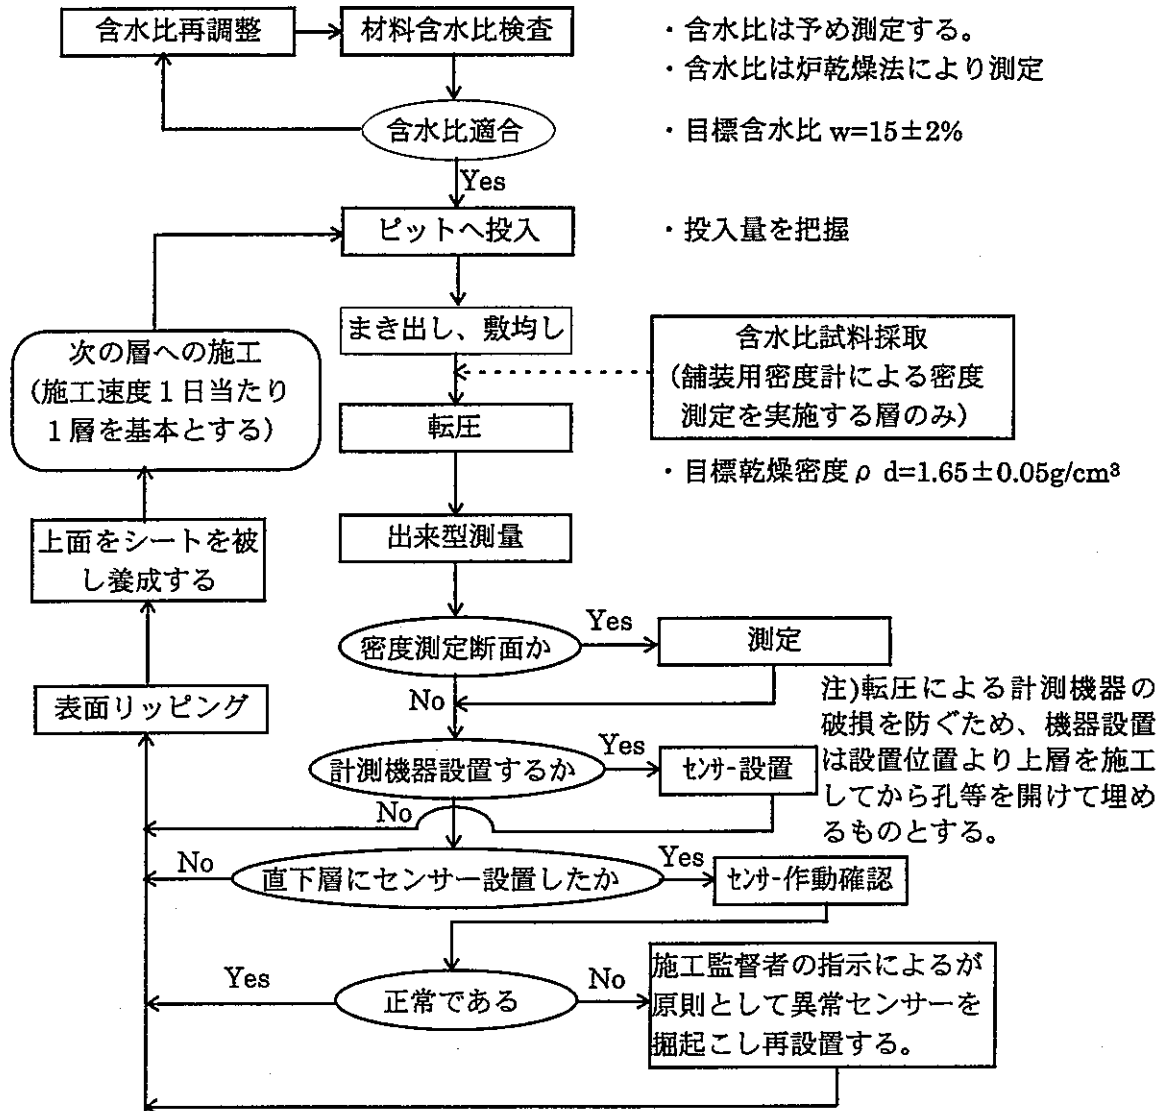 含水比再調整
材料含水比検査
・含水比は予め測定する。
・含水比は炉乾燥法により測定
含水比適合
・目標含水比 w=15±2%
Yes
ピットへ投入
・投入量を把握
まき出し、敷均し
含水比試料採取
(舗装用密度計による密度
測定を実施する層のみ)
次の層への施工
(施工速度１日当たり
１層を基本とする)
転圧
・目標乾燥密度ρ d=1.65±0.05g/cm³
上面をシートを被
し養成する
出来型測量
密度測定断面か
Yes
測定
No
表面リッピング
注)転圧による計測機器の
破損を防ぐため、機器設置
は設置位置より上層を施工
してから孔等を開けて埋め
るものとする。
計測機器設置するか
Yes
ｾﾝｻｰ設置
No
No
直下層にセンサー設置したか
Yes
ｾﾝｻｰ作動確認
Yes
正常である
No
施工監督者の指示によるが
原則として異常センサーを
掘起こし再設置する。